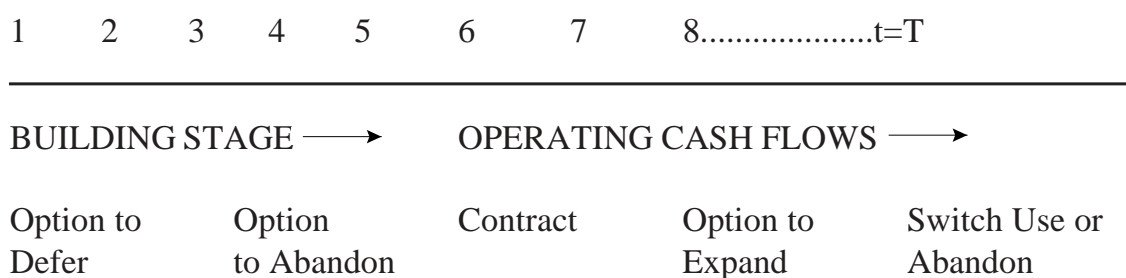 1 2 3 4 5 6 7 8...................t=T
BUILDING STAGE OPERATING CASH FLOWS
Option to Defer Option to Abandon Contract Option to Expand Switch Use or Abandon